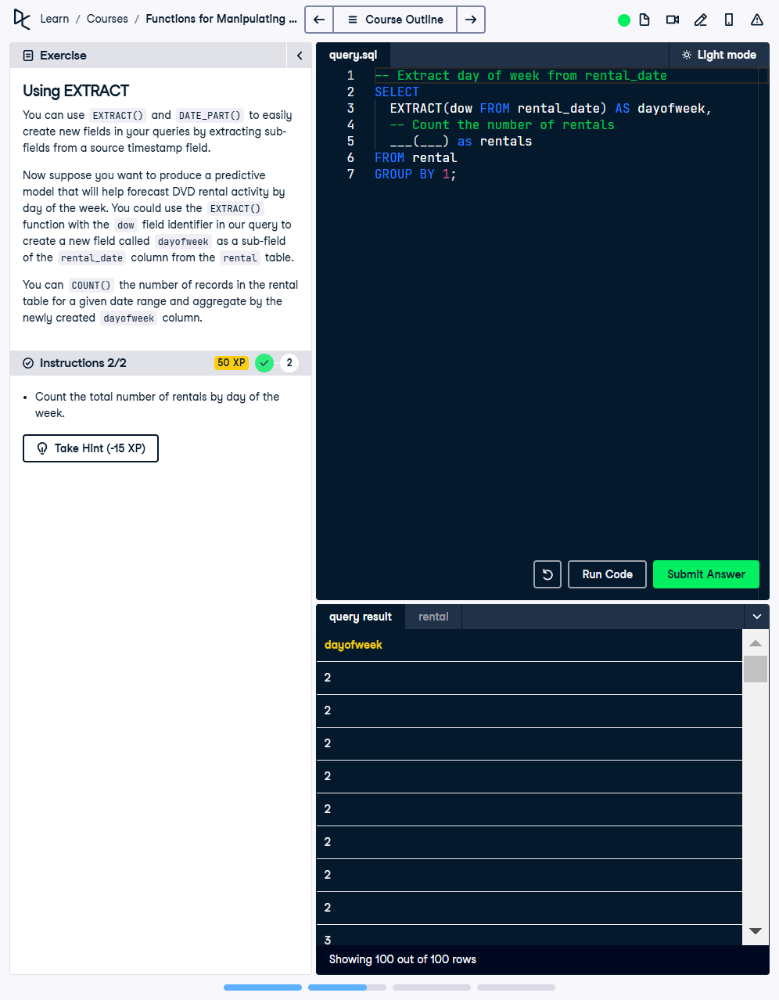 Learn / Courses / Functions for Manipulating ...
Course Outline
Exercise
Using EXTRACT
You can use EXTRACT() and DATE_PART() to easily
create new fields in your queries by extracting sub-
fields from a source timestamp field.
Now suppose you want to produce a predictive
model that will help forecast DVD rental activity by
day of the week. You could use the EXTRACT()
function with the dow field identifier in our query to
create a new field called dayofweek as a sub-field
of the rental_date column from the rental table.
You can COUNT() the number of records in the rental
table for a given date range and aggregate by the
newly created dayofweek column.
Instructions 2/2
50 XP
2
• Count the total number of rentals by day of the
week.
Take Hint (-15 XP)
query.sql
Light mode
1 -- Extract day of week from rental_date
2 SELECT
3 EXTRACT(dow FROM rental_date) AS dayofweek,
4 -- Count the number of rentals
5 ___(___) as rentals
6 FROM rental
7 GROUP BY 1;
Run Code
Submit Answer
query result
rental
dayofweek
2
2
2
2
2
2
2
2
3
Showing 100 out of 100 rows